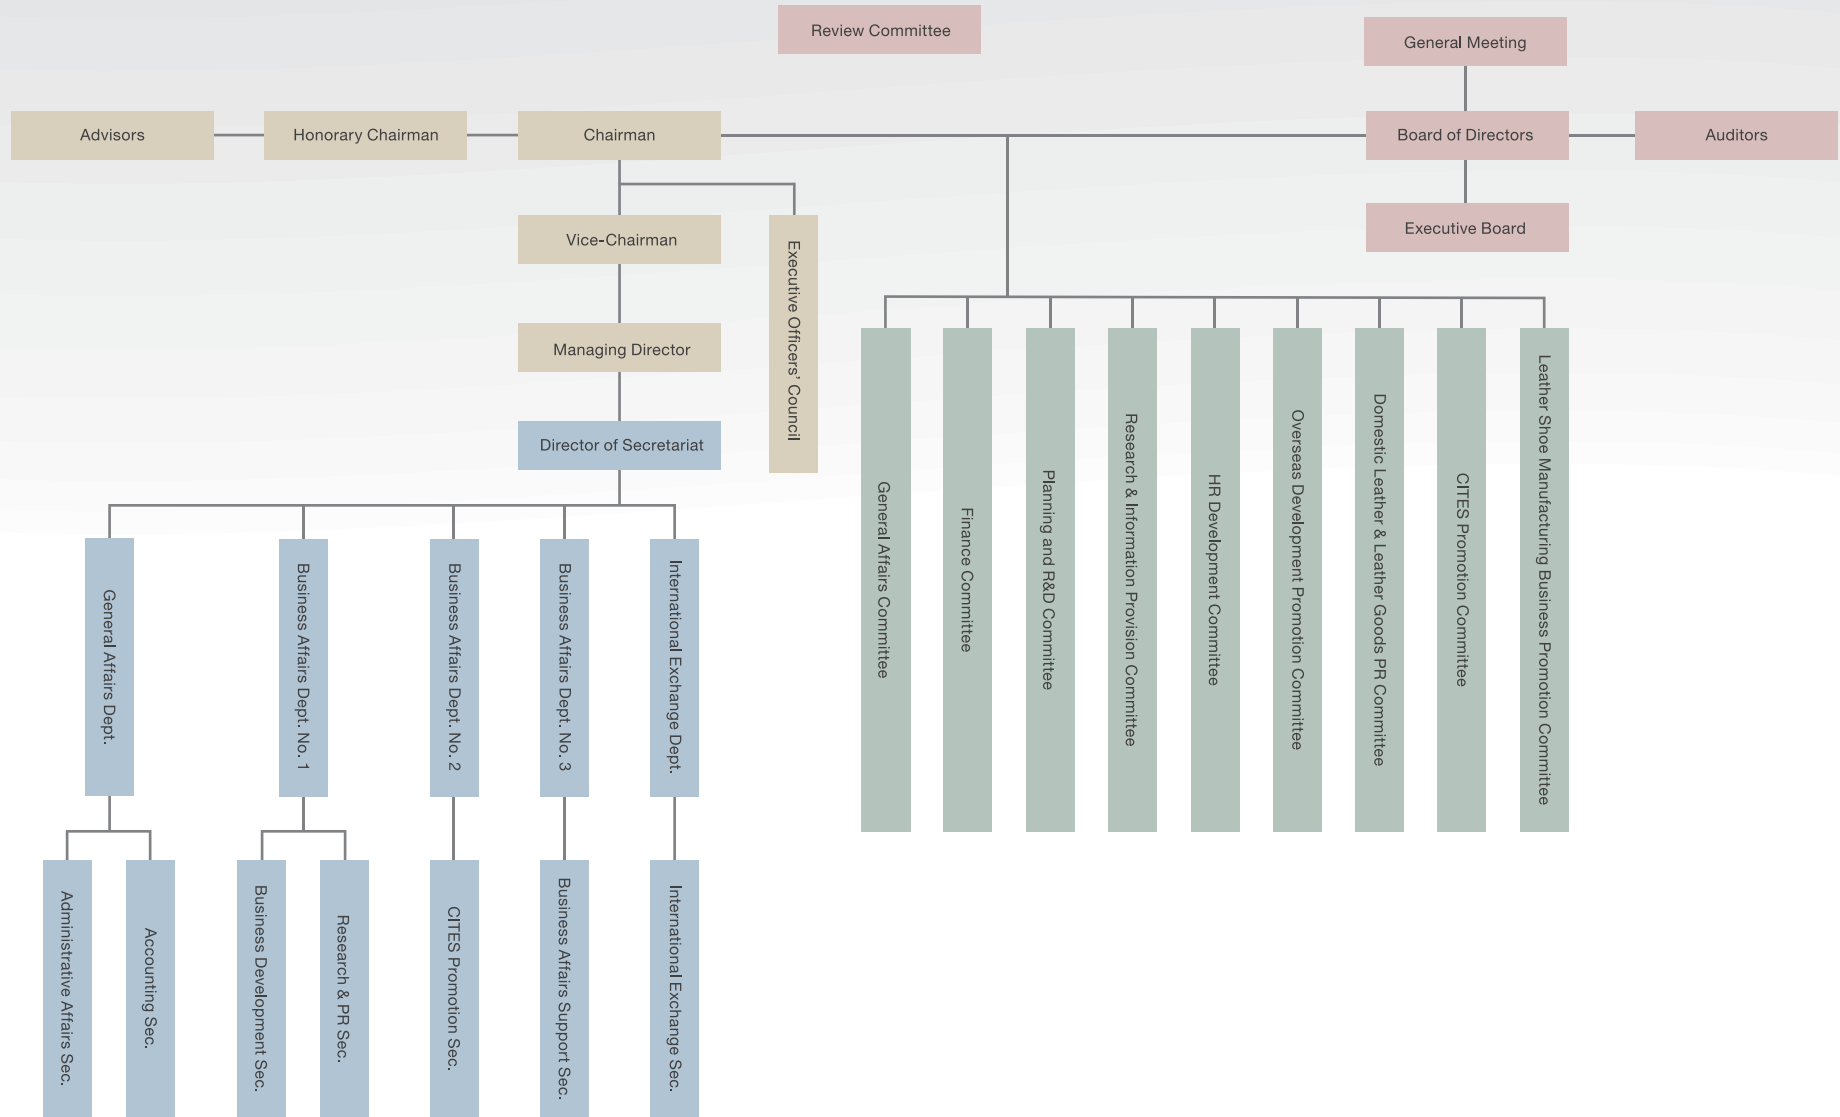 Review Committee
General Meeting
Advisors
Honorary Chairman
Chairman
Board of Directors
Auditors
Vice-Chairman
Executive Board
Executive Officers’ Council
Managing Director
Director of Secretariat
General Affairs Committee
Finance Committee
Planning and R&D Committee
Research & Information Provision Committee
HR Development Committee
Overseas Development Promotion Committee
Domestic Leather & Leather Goods PR Committee
CITES Promotion Committee
Leather Shoe Manufacturing Business Promotion Committee
General Affairs Dept.
Business Affairs Dept. No. 1
Business Affairs Dept. No. 2
Business Affairs Dept. No. 3
International Exchange Dept.
Administrative Affairs Sec.
Accounting Sec.
Business Development Sec.
Research & PR Sec.
CITES Promotion Sec.
Business Affairs Support Sec.
International Exchange Sec.